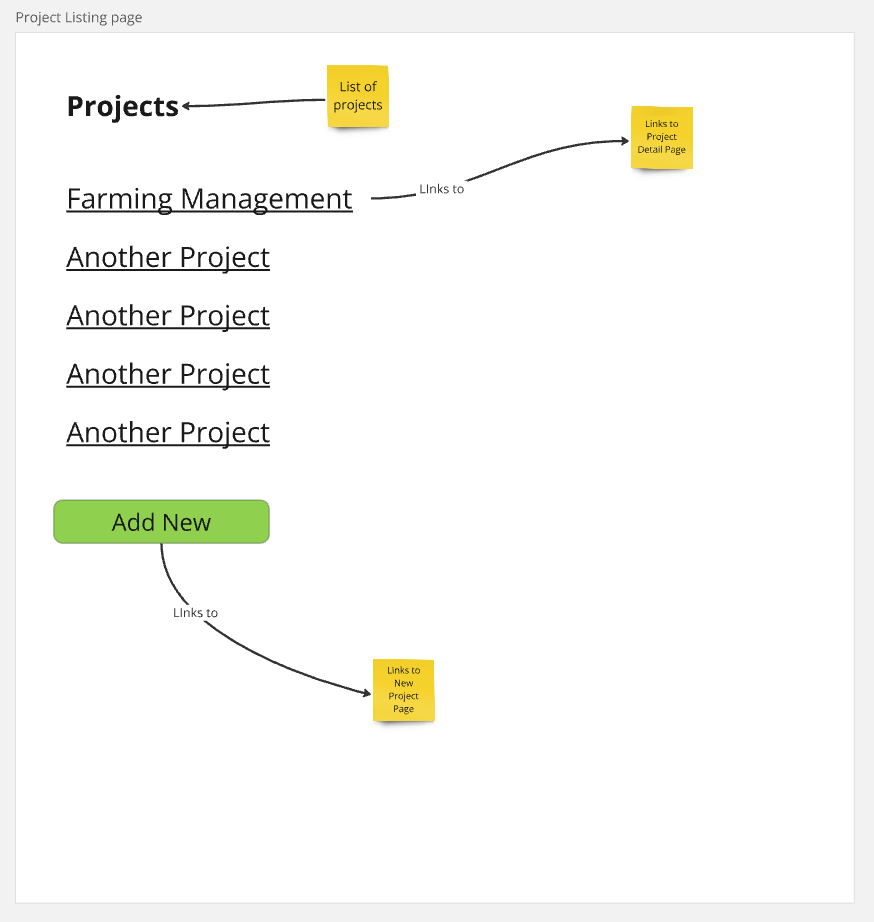 Project Listing page
List of
projects
Projects
Links to
Project
Detail Page
LInks to
Farming Management
Another Project
Another Project
Another Project
Another Project
Add New
LInks to
Links to
New
Project
Page